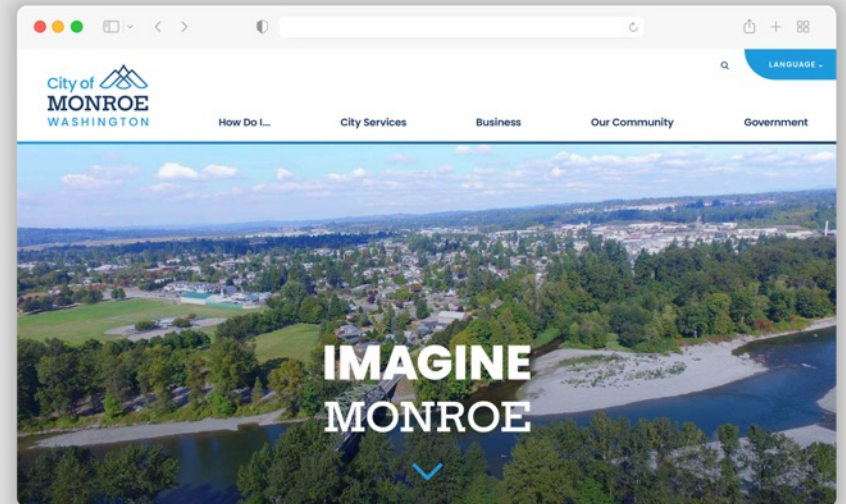 City of
MONROE
WASHINGTON
LANGUAGE
How Do I...
City Services
Business
Our Community
Government
IMAGINE
MONROE